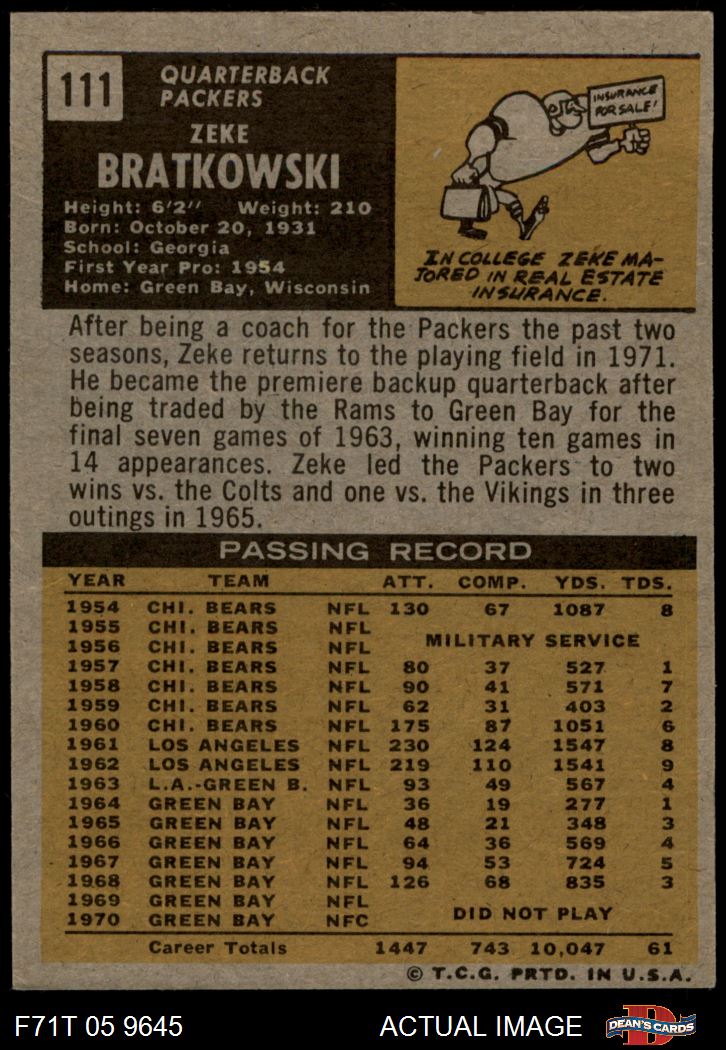 111
QUARTERBACK
PACKERS
ZEKE
BRATKOWSKI
Height: 6'2" Weight: 210
Born: October 20, 1931
School: Georgia
First Year Pro: 1954
Home: Green Bay, Wisconsin
INSURANCE
FOR SALE!
IN COLLEGE ZEKE MA-
JORED IN REAL ESTATE
INSURANCE.
After being a coach for the Packers the past two
seasons, Zeke returns to the playing field in 1971.
He became the premiere backup quarterback after
being traded by the Rams to Green Bay for the
final seven games of 1963, winning ten games in
14 appearances. Zeke led the Packers to two
wins vs. the Colts and one vs. the Vikings in three
outings in 1965.
PASSING RECORD
YEAR TEAM ATT. COMP. YDS. TDS.
1954 CHI. BEARS NFL 130 67 1087 8
1955 CHI. BEARS NFL
1956 CHI. BEARS NFL
MILITARY SERVICE
1957 CHI. BEARS NFL 80 37 527 1
1958 CHI. BEARS NFL 90 41 571 7
1959 CHI. BEARS NFL 62 31 403 2
1960 CHI. BEARS NFL 175 87 1051 6
1961 LOS ANGELES NFL 230 124 1547 8
1962 LOS ANGELES NFL 219 110 1541 9
1963 L.A.-GREEN B. NFL 93 49 567 4
1964 GREEN BAY NFL 36 19 277 1
1965 GREEN BAY NFL 48 21 348 3
1966 GREEN BAY NFL 64 36 569 4
1967 GREEN BAY NFL 94 53 724 5
1968 GREEN BAY NFL 126 68 835 3
1969 GREEN BAY NFL
1970 GREEN BAY NFC
DID NOT PLAY
Career Totals 1447 743 10,047 61
© T.C.G. PRTD. IN U.S.A.
F71T 05 9645 ACTUAL IMAGE
D
DEAN'S CARDS